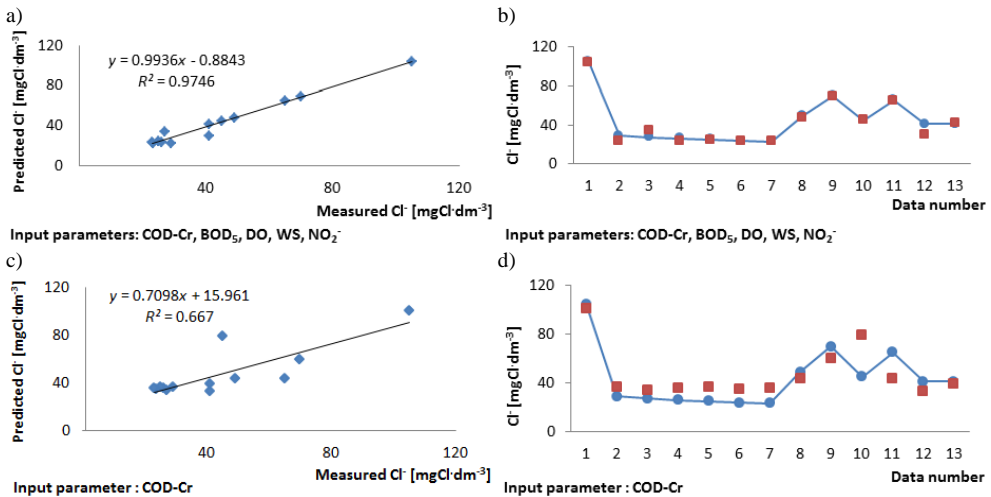 a)
Predicted Cl⁻ [mgCl·dm⁻³]
120
80
40
0
y = 0.9936x - 0.8843
R² = 0.9746
40
80
120
Measured Cl⁻ [mgCl·dm⁻³]
Input parameters: COD-Cr, BOD₅, DO, WS, NO₂⁻
b)
Cl⁻ [mgCl·dm⁻³]
120
80
40
0
1 2 3 4 5 6 7 8 9 10 11 12 13
Data number
Input parameters: COD-Cr, BOD₅, DO, WS, NO₂⁻
c)
Predicted Cl⁻ [mgCl·dm⁻³]
120
80
40
0
y = 0.7098x + 15.961
R² = 0.667
40
80
120
Measured Cl⁻ [mgCl·dm⁻³]
Input parameter : COD-Cr
d)
Cl⁻ [mgCl·dm⁻³]
120
80
40
0
1 2 3 4 5 6 7 8 9 10 11 12 13
Data number
Input parameter : COD-Cr